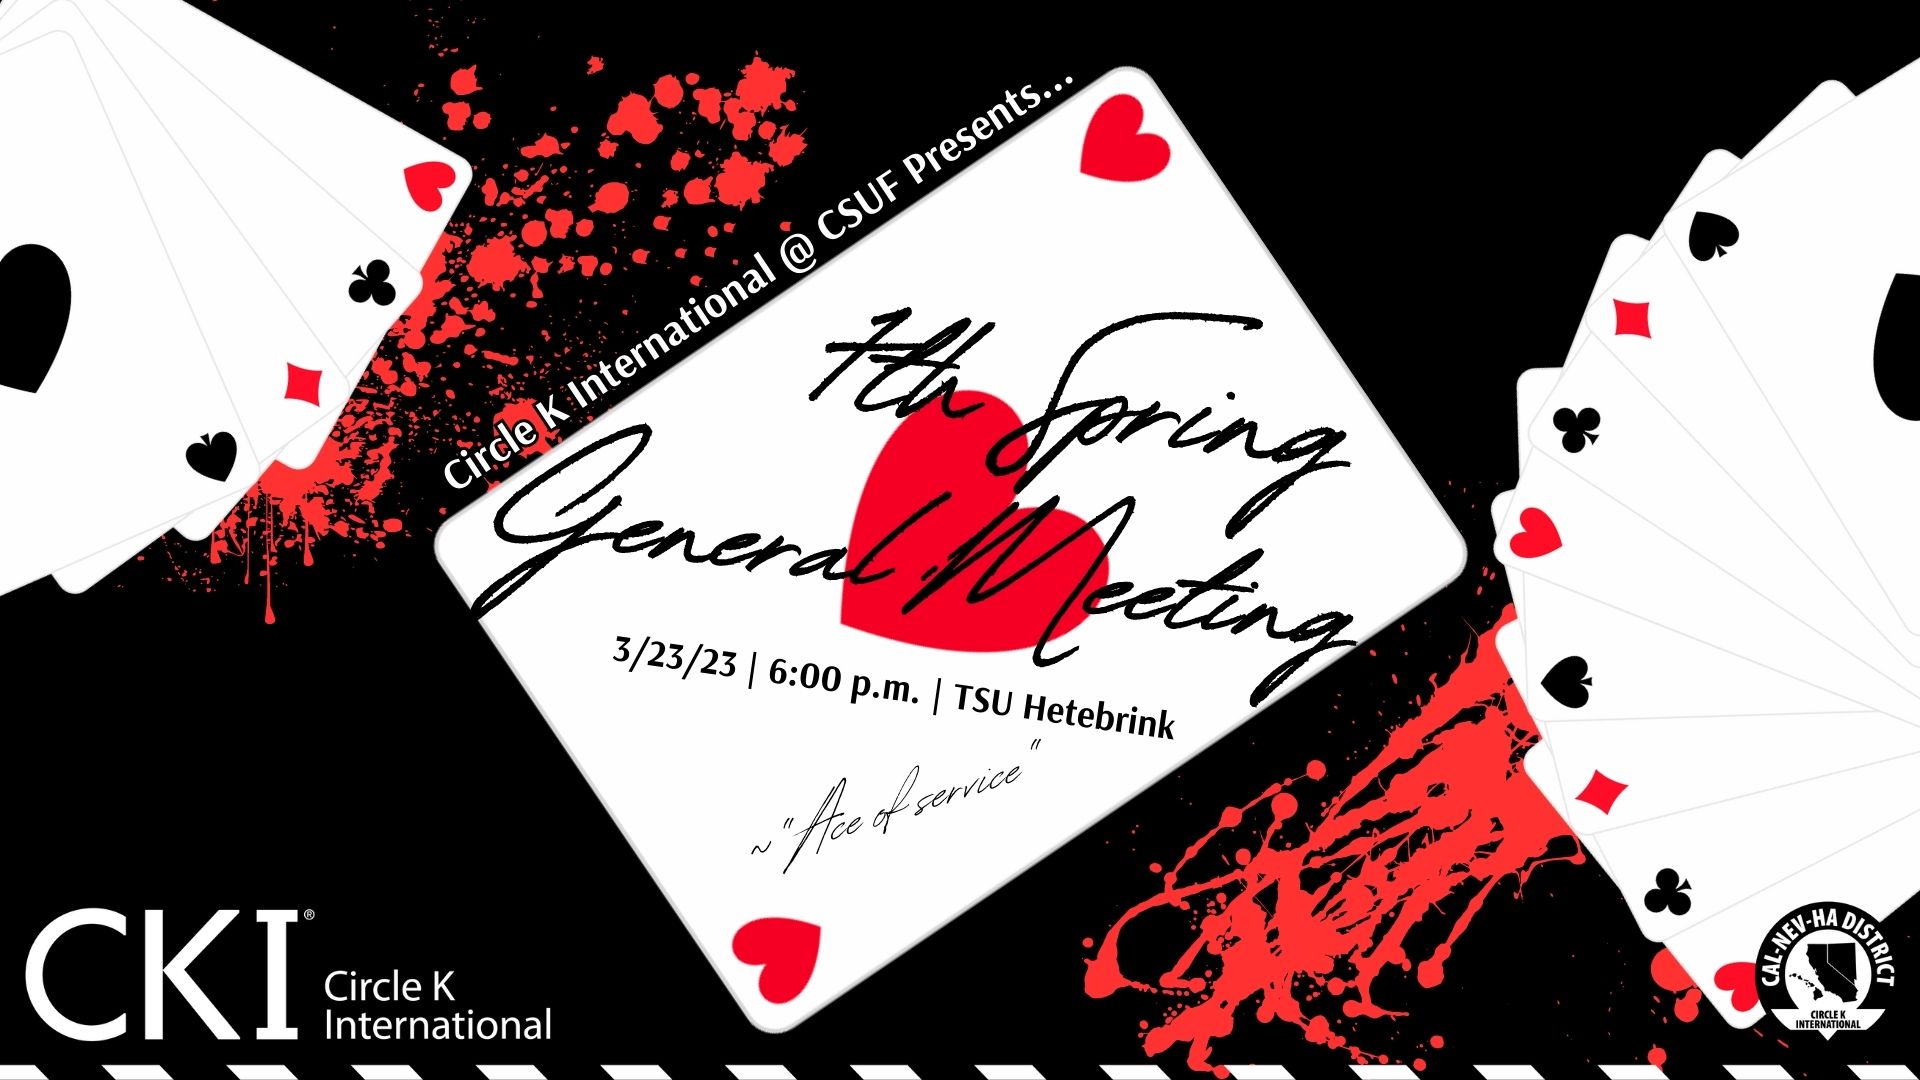 Circle K International @ CSUF Presents...
7th Spring
General Meeting
3/23/23 | 6:00 p.m. | TSU Hetebrink
~"Ace of service"
CKI®
Circle K
International
CAL-NEV-HA DISTRICT
CIRCLE K
INTERNATIONAL